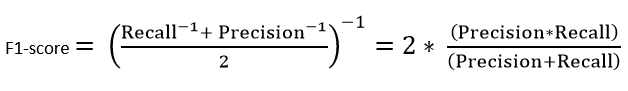 F1-score = ((Recall⁻¹ + Precision⁻¹)/2)⁻¹ = 2 * (Precision*Recall)/(Precision+Recall)